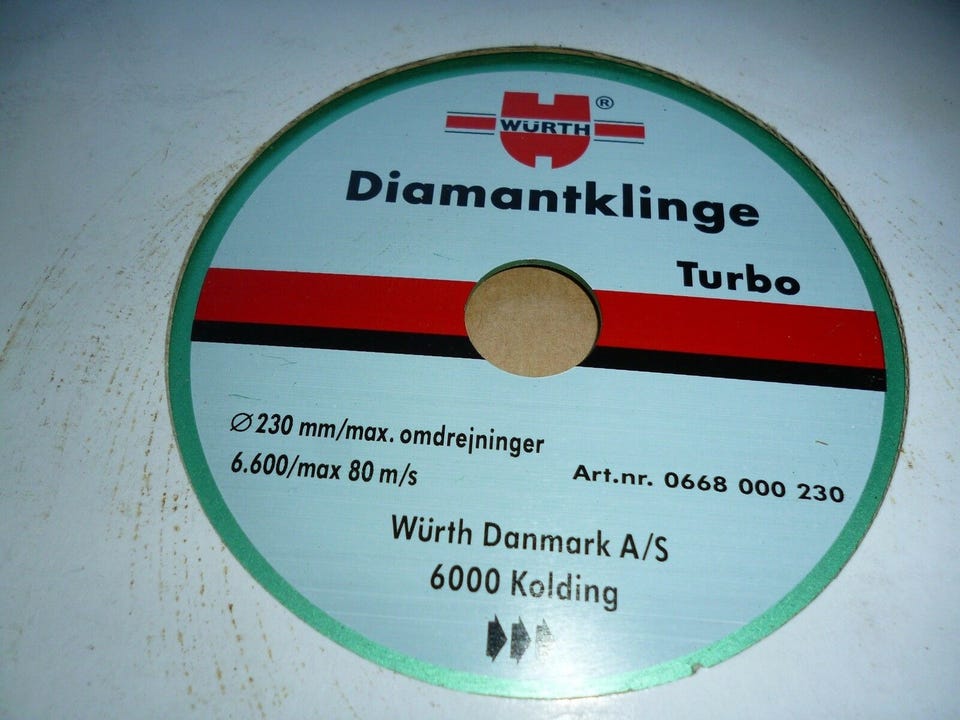 WÜRTH ®
Diamantklinge
Turbo
Ø 230 mm/max. omdrejninger
6.600/max 80 m/s
Art.nr. 0668 000 230
Würth Danmark A/S
6000 Kolding